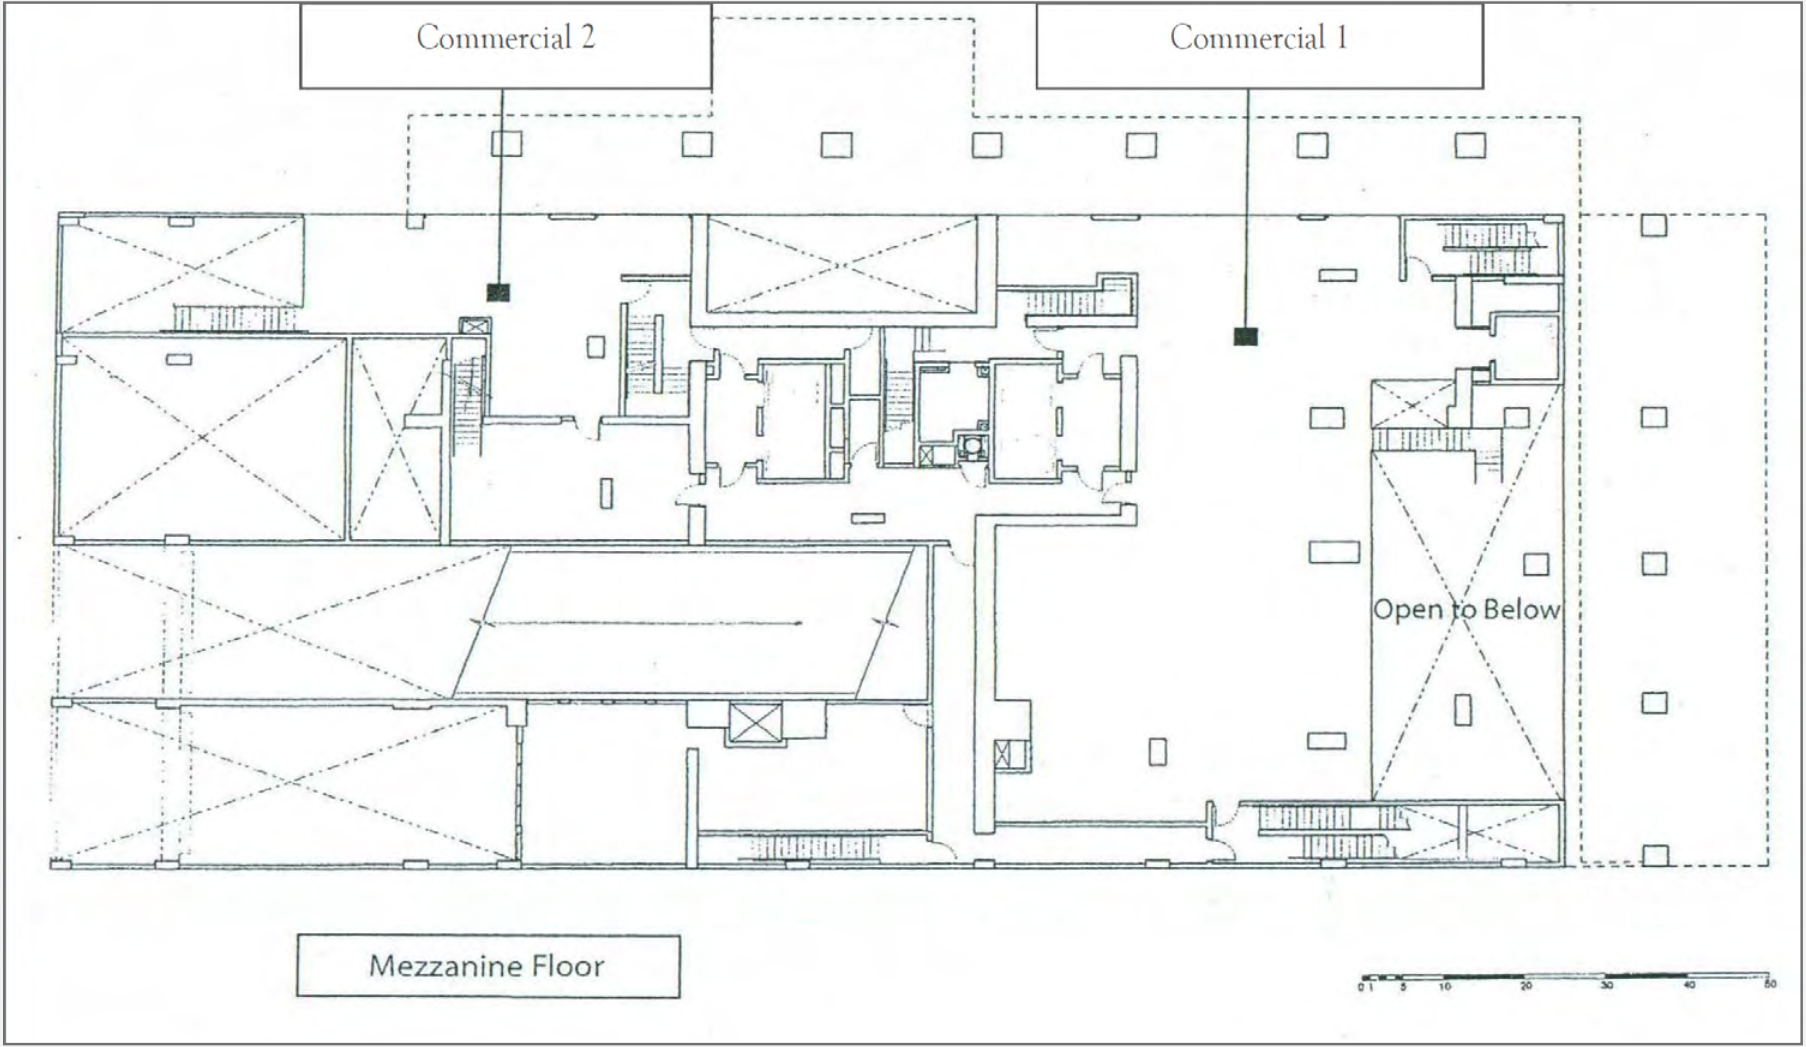 Commercial 2
Commercial 1
Open to Below
Mezzanine Floor
0 1 5 10 20 30 40 50